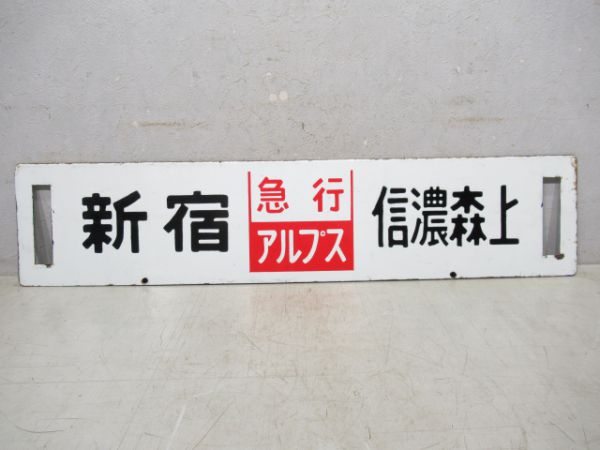 新宿
急行
アルプス
信濃森上